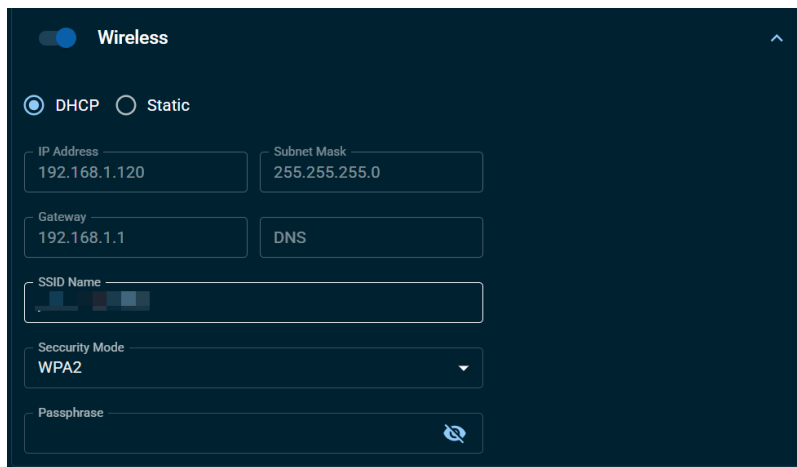 Wireless
DHCP Static
IP Address Subnet Mask
192.168.1.120 255.255.255.0
Gateway
192.168.1.1 DNS
SSID Name
Seccurity Mode
WPA2
Passphrase